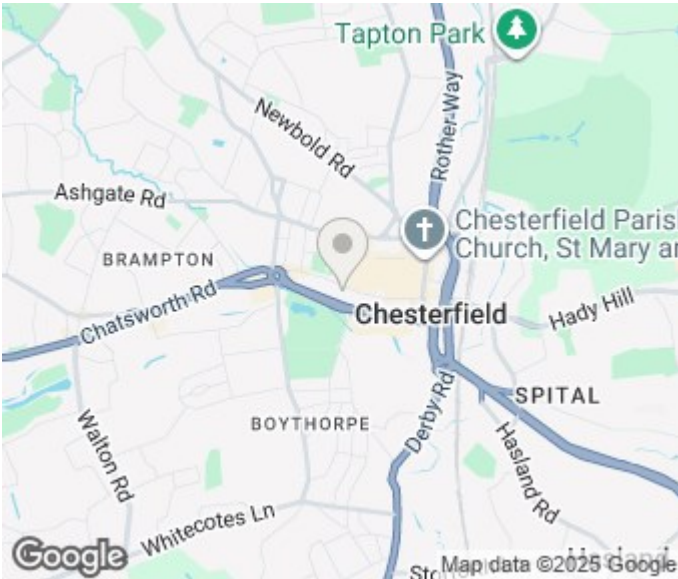 Tapton Park
Newbold Rd
Rother Way
Ashgate Rd
Chesterfield Parish
Church, St Mary an
BRAMPTON
Chatsworth Rd
Chesterfield
Hady Hill
SPITAL
Derby Rd
BOYTHORPE
Walton Rd
Hasland Rd
Whitecotes Ln
Hasland
Google
Map data ©2025 Google